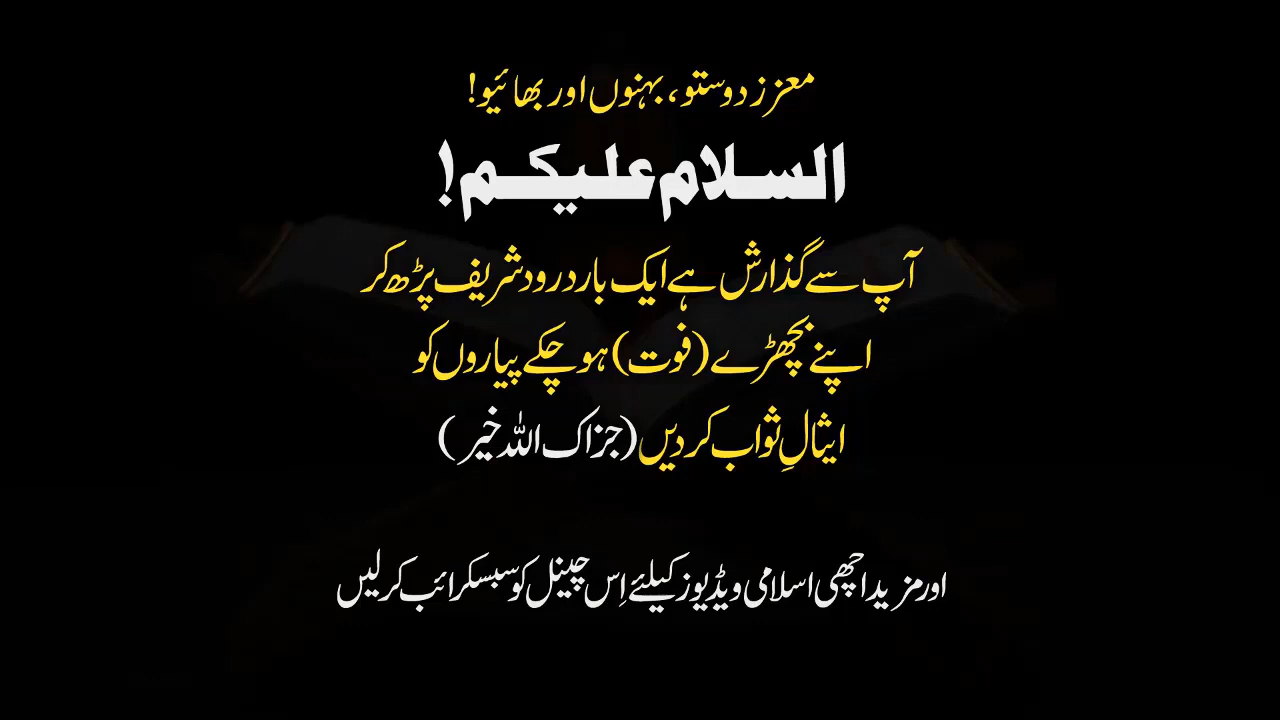 معزز دوستو، بہنوں اور بھائیو!
السلام علیکم!
آپ سے گذارش ہے ایک بار درود شریف پڑھ کر
اپنے بچھڑے (فوت) ہو چکے پیاروں کو
ایثالِ ثواب کر دیں (جزاک اللہ خیر)
اور مزید اچھی اسلامی ویڈیوز کیلئے اِس چینل کو سبسکرائب کر لیں